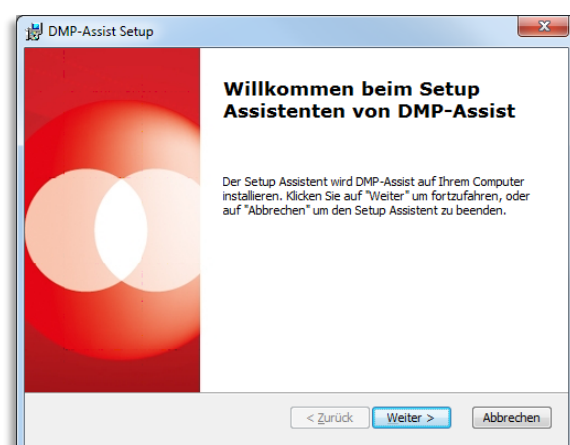 DMP-Assist Setup
Willkommen beim Setup
Assistenten von DMP-Assist
Der Setup Assistent wird DMP-Assist auf Ihrem Computer
installieren. Klicken Sie auf "Weiter" um fortzufahren, oder
auf "Abbrechen" um den Setup Assistent zu beenden.
< Zurück Weiter > Abbrechen